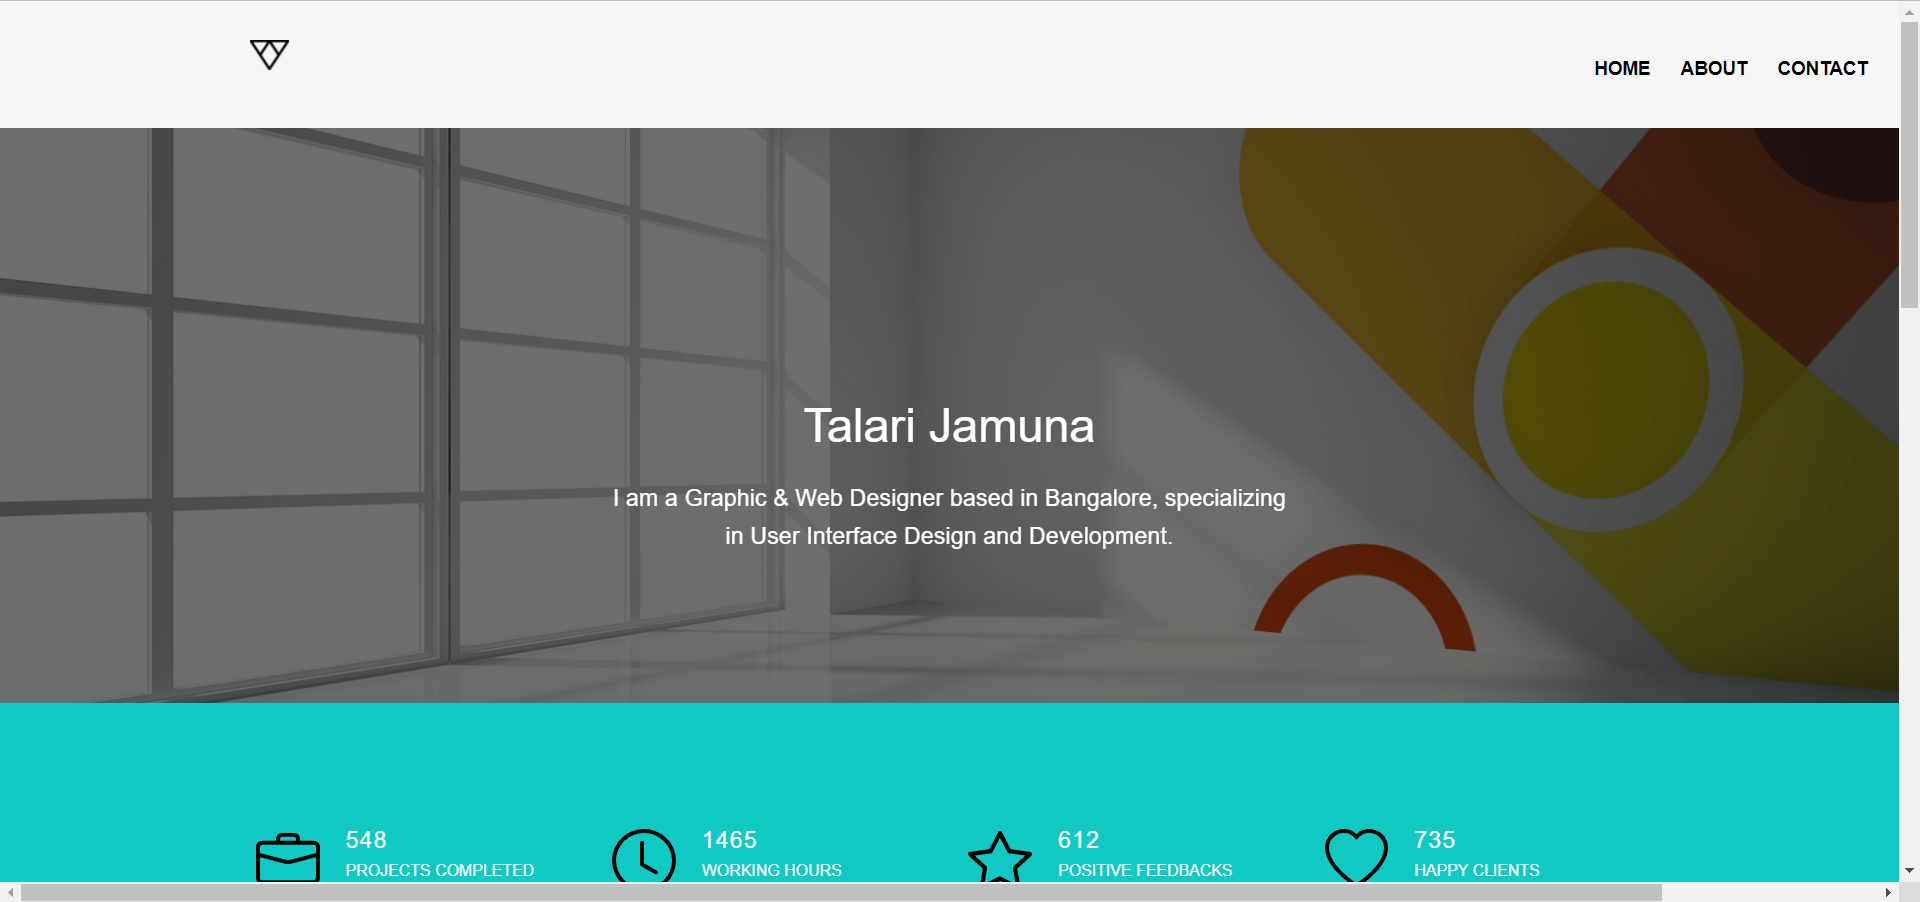 HOME ABOUT CONTACT
Talari Jamuna
I am a Graphic & Web Designer based in Bangalore, specializing
in User Interface Design and Development.
548
PROJECTS COMPLETED
1465
WORKING HOURS
612
POSITIVE FEEDBACKS
735
HAPPY CLIENTS